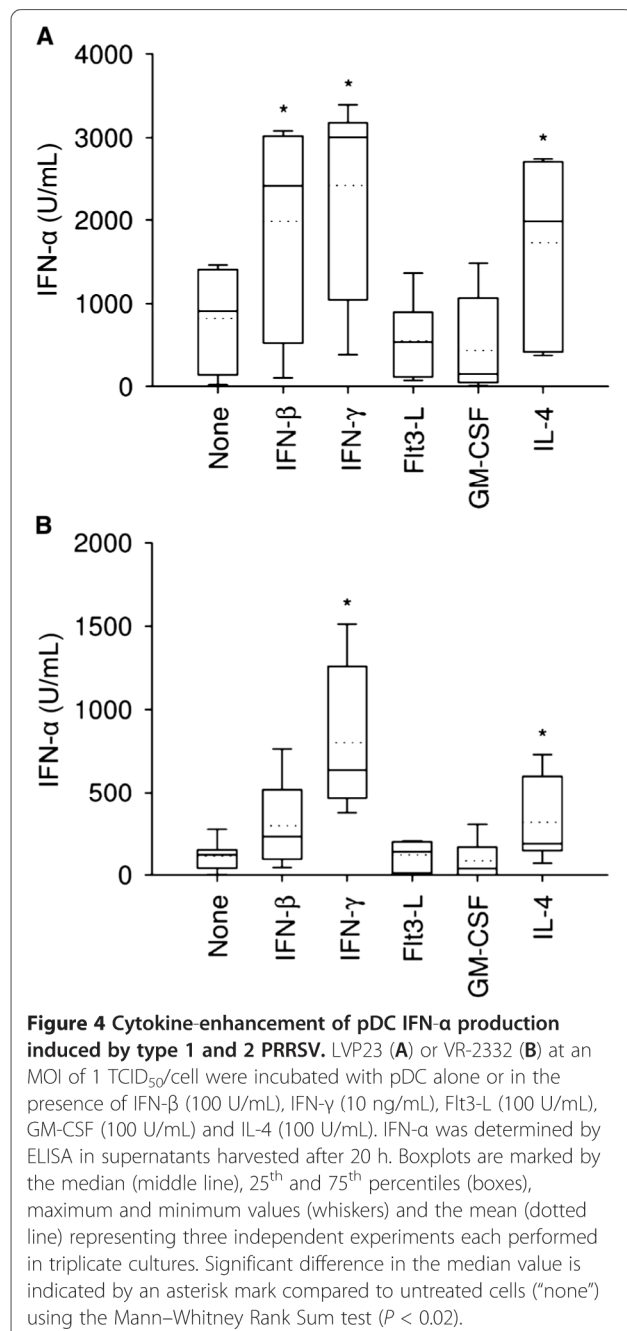 A
4000
3000
2000
1000
0
IFN-α (U/mL)
* * *
None IFN-β IFN-γ Flt3-L GM-CSF IL-4
B
2000
1500
1000
500
0
IFN-α (U/mL)
* *
None IFN-β IFN-γ Flt3-L GM-CSF IL-4
Figure 4 Cytokine-enhancement of pDC IFN-α production
induced by type 1 and 2 PRRSV. LVP23 (A) or VR-2332 (B) at an
MOI of 1 TCID50/cell were incubated with pDC alone or in the
presence of IFN-β (100 U/mL), IFN-γ (10 ng/mL), Flt3-L (100 U/mL),
GM-CSF (100 U/mL) and IL-4 (100 U/mL). IFN-α was determined by
ELISA in supernatants harvested after 20 h. Boxplots are marked by
the median (middle line), 25th and 75th percentiles (boxes),
maximum and minimum values (whiskers) and the mean (dotted
line) representing three independent experiments each performed
in triplicate cultures. Significant difference in the median value is
indicated by an asterisk mark compared to untreated cells (“none”)
using the Mann–Whitney Rank Sum test (P < 0.02).